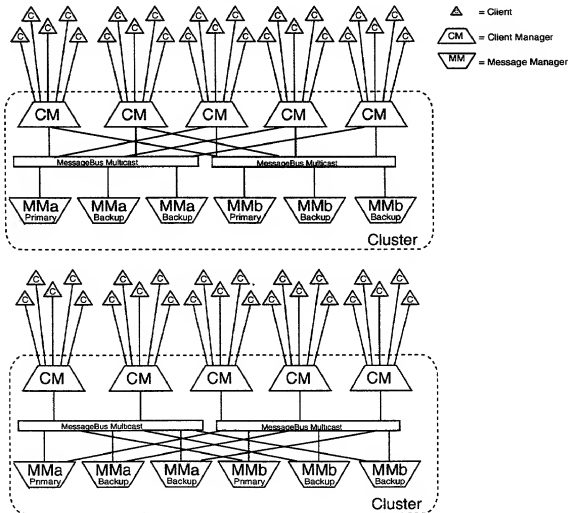 C C C C C C C C C C C C C C C C C C C C C C C C C
C = Client
CM = Client Manager
MM = Message Manager
CM CM CM CM CM
MessageBus Multicast MessageBus Multicast
MMa MMa MMa MMb MMb MMb
Primary Backup Backup Primary Backup Backup
Cluster
C C C C C C C C C C C C C C C C C C C C C C C C C
CM CM CM CM CM
MessageBus Multicast MessageBus Multicast
MMa MMa MMa MMb MMb MMb
Primary Backup Backup Primary Backup Backup
Cluster